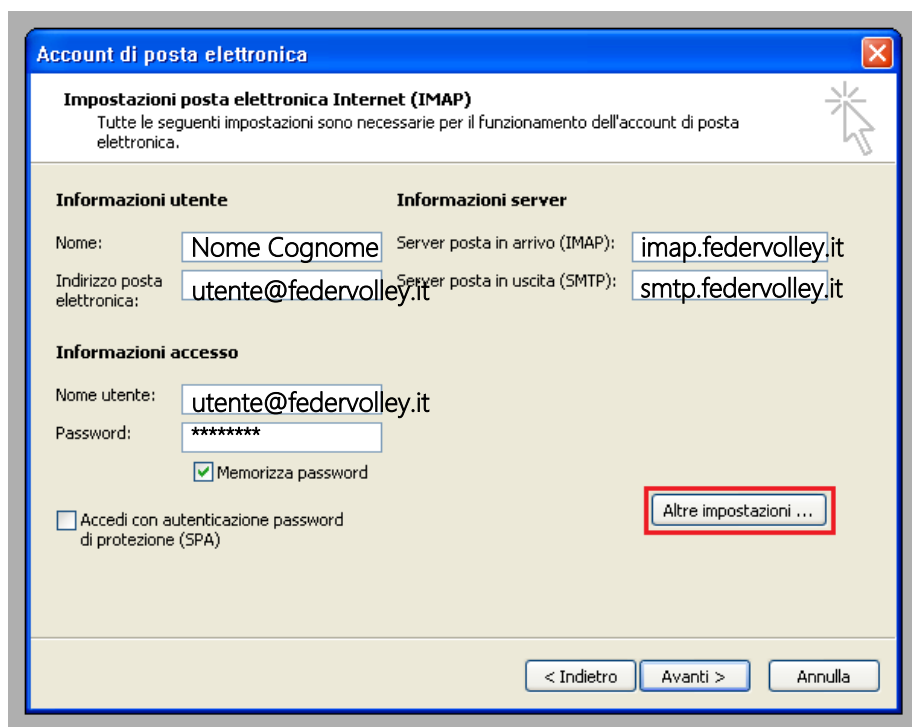 Account di posta elettronica
Impostazioni posta elettronica Internet (IMAP)
Tutte le seguenti impostazioni sono necessarie per il funzionamento dell'account di posta
elettronica.
Informazioni utente
Nome: Nome Cognome
Indirizzo posta
elettronica: utente@federvolley.it
Informazioni server
Server posta in arrivo (IMAP): imap.federvolley.it
Server posta in uscita (SMTP): smtp.federvolley.it
Informazioni accesso
Nome utente: utente@federvolley.it
Password: ********
Memorizza password
Accedi con autenticazione password
di protezione (SPA)
Altre impostazioni ...
< Indietro
Avanti >
Annulla